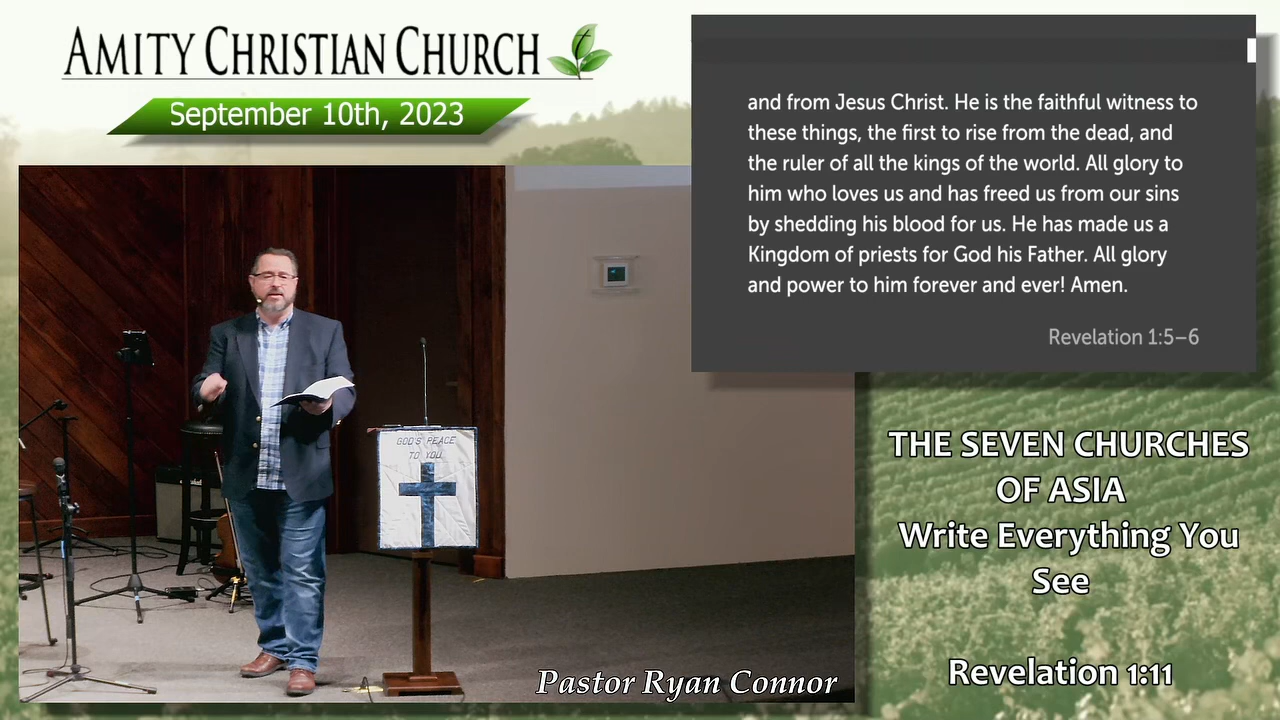 AMITY CHRISTIAN CHURCH
September 10th, 2023
and from Jesus Christ. He is the faithful witness to
these things, the first to rise from the dead, and
the ruler of all the kings of the world. All glory to
him who loves us and has freed us from our sins
by shedding his blood for us. He has made us a
Kingdom of priests for God his Father. All glory
and power to him forever and ever! Amen.
Revelation 1:5–6
GOD'S PEACE
TO YOU
THE SEVEN CHURCHES
OF ASIA
Write Everything You
See
Revelation 1:11
Pastor Ryan Connor